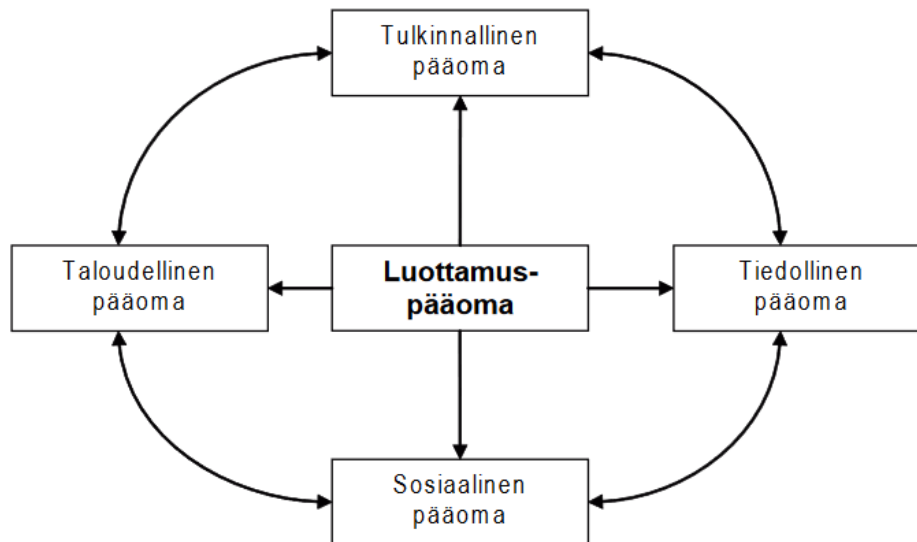 Tulkinnallinen
pääoma
Taloudellinen
pääoma
Luottamus-
pääoma
Tiedollinen
pääoma
Sosiaalinen
pääoma